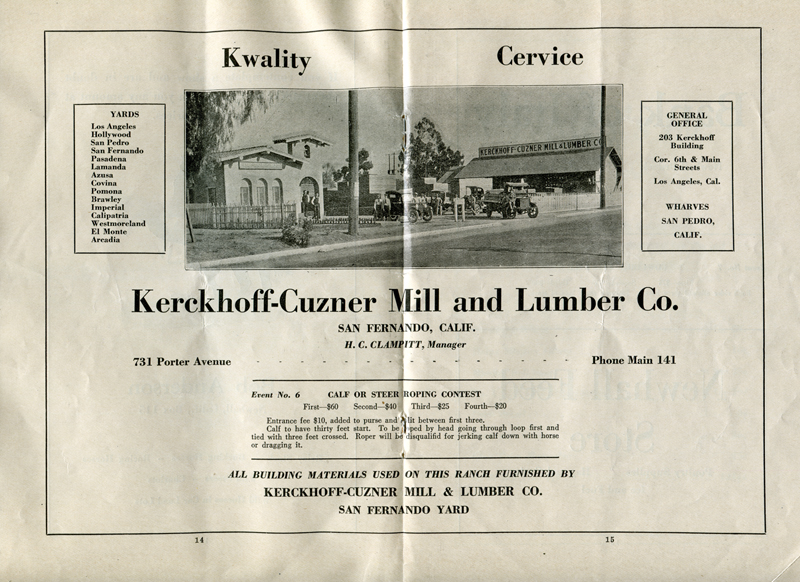 Kwality Cervice
YARDS
Los Angeles
Hollywood
San Pedro
San Fernando
Pasadena
Lamanda
Azusa
Covina
Pomona
Brawley
Imperial
Calipatria
Westmoreland
El Monte
Arcadia
KERCKHOFF-CUZNER MILL & LUMBER CO
GENERAL
OFFICE
203 Kerckhoff
Building
Cor. 6th & Main
Streets
Los Angeles, Cal.
WHARVES
SAN PEDRO,
CALIF.
Kerckhoff-Cuzner Mill and Lumber Co.
SAN FERNANDO, CALIF.
H. C. CLAMPITT, Manager
731 Porter Avenue - - - - - - - - - - - - - - Phone Main 141
Event No. 6 CALF OR STEER ROPING CONTEST
First—$60 Second—$40 Third—$25 Fourth—$20
Entrance fee $10, added to purse and lit between first three.
Calf to have thirty feet start. To be ped by head going through loop first and
tied with three feet crossed. Roper will be disqualifid for jerking calf down with horse
or dragging it.
ALL BUILDING MATERIALS USED ON THIS RANCH FURNISHED BY
KERCKHOFF-CUZNER MILL & LUMBER CO.
SAN FERNANDO YARD
14 15